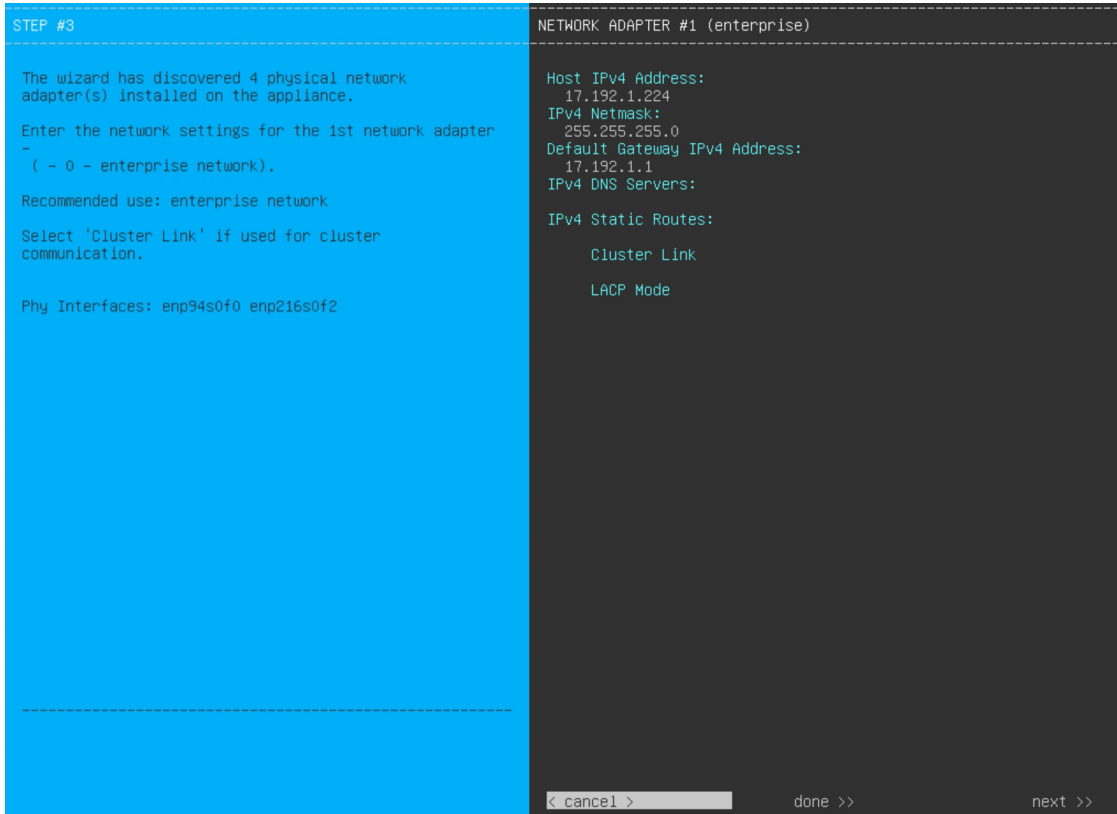 STEP #3
The wizard has discovered 4 physical network
adapter(s) installed on the appliance.
Enter the network settings for the 1st network adapter
-
( - 0 - enterprise network).
Recommended use: enterprise network
Select 'Cluster Link' if used for cluster
communication.
Phy Interfaces: enp94s0f0 enp216s0f2
NETWORK ADAPTER #1 (enterprise)
Host IPv4 Address:
17.192.1.224
IPv4 Netmask:
255.255.255.0
Default Gateway IPv4 Address:
17.192.1.1
IPv4 DNS Servers:
IPv4 Static Routes:
Cluster Link
LACP Mode
< cancel > done >> next >>